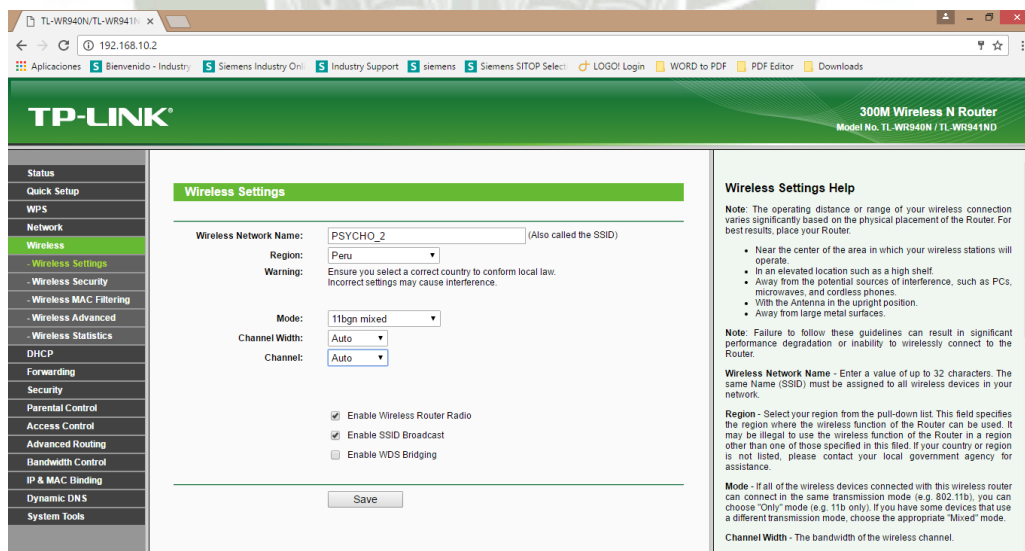 TL-WR940N/TL-WR941N
192.168.10.2
Aplicaciones S Bienvenido - Industry S Siemens Industry Onli S Industry Support S siemens S Siemens SITOP Select LOGO! Login WORD to PDF PDF Editor Downloads
TP-LINK®
300M Wireless N Router
Model No. TL-WR940N / TL-WR941ND
Status
Quick Setup
WPS
Network
Wireless
- Wireless Settings
- Wireless Security
- Wireless MAC Filtering
- Wireless Advanced
- Wireless Statistics
DHCP
Forwarding
Security
Parental Control
Access Control
Advanced Routing
Bandwidth Control
IP & MAC Binding
Dynamic DNS
System Tools
Wireless Settings
Wireless Network Name: PSYCHO_2 (Also called the SSID)
Region: Peru
Warning: Ensure you select a correct country to conform local law.
Incorrect settings may cause interference.
Mode: 11bgn mixed
Channel Width: Auto
Channel: Auto
Enable Wireless Router Radio
Enable SSID Broadcast
Enable WDS Bridging
Save
Wireless Settings Help
Note: The operating distance or range of your wireless connection
varies significantly based on the physical placement of the Router. For
best results, place your Router.
• Near the center of the area in which your wireless stations will
operate.
• In an elevated location such as a high shelf.
• Away from the potential sources of interference, such as PCs,
microwaves, and cordless phones.
• With the Antenna in the upright position.
• Away from large metal surfaces.
Note: Failure to follow these guidelines can result in significant
performance degradation or inability to wirelessly connect to the
Router.
Wireless Network Name - Enter a value of up to 32 characters. The
same Name (SSID) must be assigned to all wireless devices in your
network.
Region - Select your region from the pull-down list. This field specifies
the region where the wireless function of the Router can be used. It
may be illegal to use the wireless function of the Router in a region
other than one of those specified in this filed. If your country or region
is not listed, please contact your local government agency for
assistance.
Mode - If all of the wireless devices connected with this wireless router
can connect in the same transmission mode (e.g. 802.11b), you can
choose "Only" mode (e.g. 11b only). If you have some devices that use
a different transmission mode, choose the appropriate "Mixed" mode.
Channel Width - The bandwidth of the wireless channel.